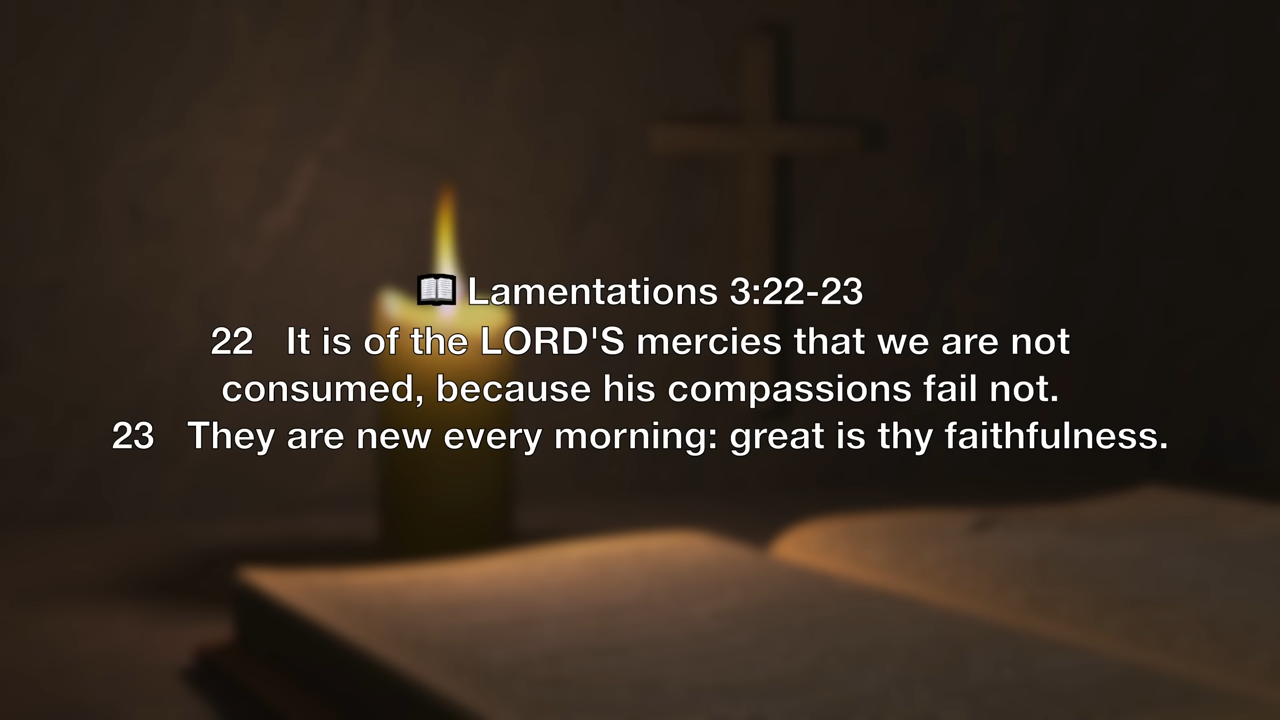 📖 Lamentations 3:22-23
22 It is of the LORD'S mercies that we are not
consumed, because his compassions fail not.
23 They are new every morning: great is thy faithfulness.